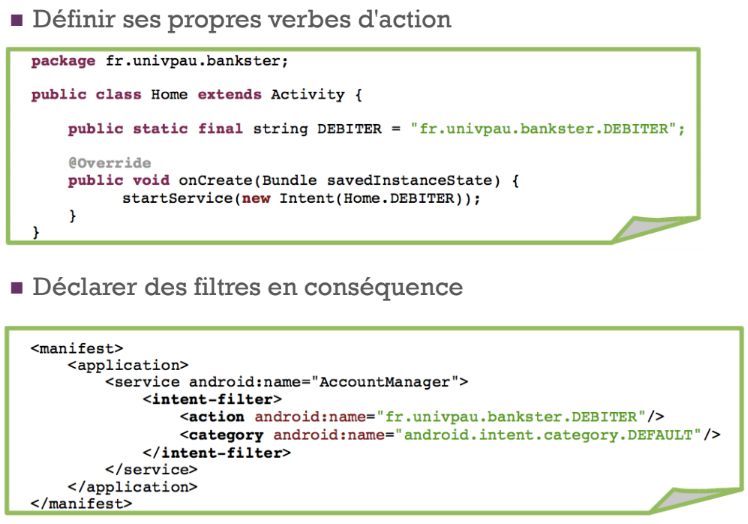 Définir ses propres verbes d'action
package fr.univpau.bankster;
public class Home extends Activity {
public static final string DEBITER = "fr.univpau.bankster.DEBITER";
@Override
public void onCreate(Bundle savedInstanceState) {
startService(new Intent(Home.DEBITER));
}
}
Déclarer des filtres en conséquence
<manifest>
<application>
<service android:name="AccountManager">
<intent-filter>
<action android:name="fr.univpau.bankster.DEBITER"/>
<category android:name="android.intent.category.DEFAULT"/>
</intent-filter>
</service>
</application>
</manifest>